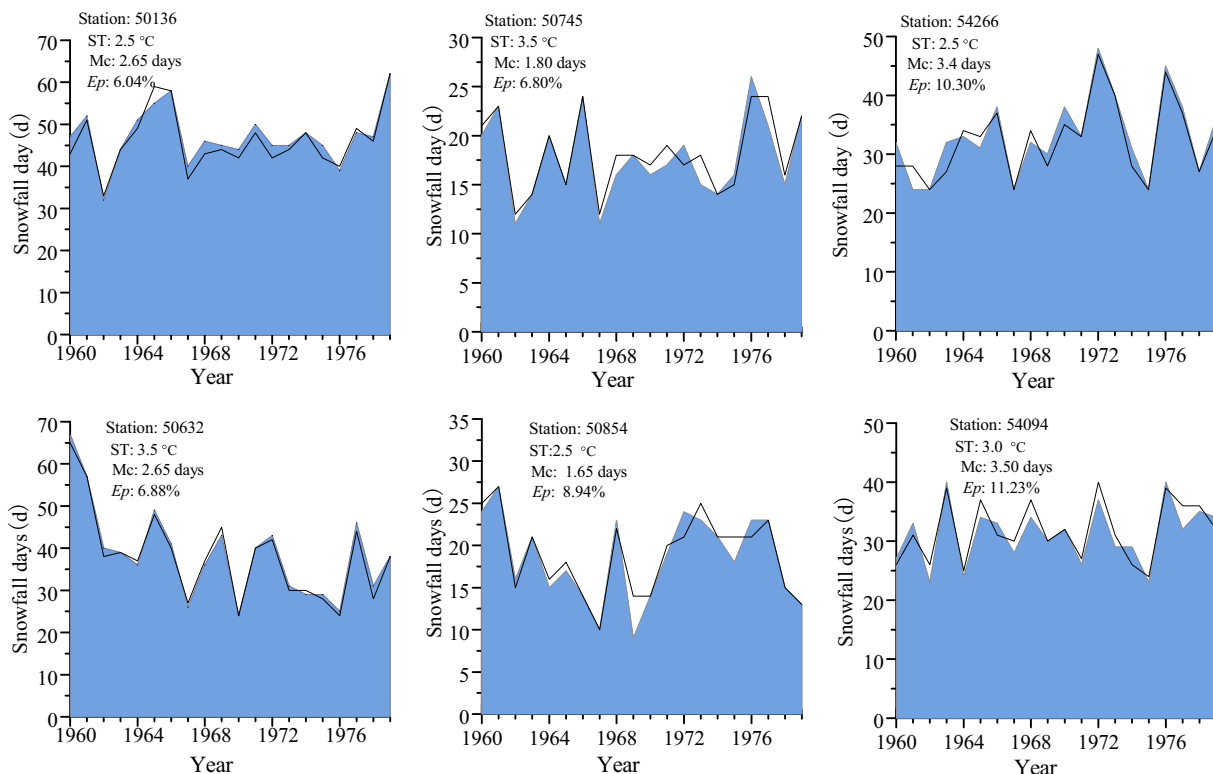 Station: 50136
ST: 2.5 °C
Mc: 2.65 days
Ep: 6.04%
Snowfall day (d)
70
60
50
40
30
20
10
0
1960 1964 1968 1972 1976
Year
Station: 50745
ST: 3.5 °C
Mc: 1.80 days
Ep: 6.80%
Snowfall day (d)
30
25
20
15
10
5
0
1960 1964 1968 1972 1976
Year
Station: 54266
ST: 2.5 °C
Mc: 3.4 days
Ep: 10.30%
Snowfall day (d)
50
40
30
20
10
0
1960 1964 1968 1972 1976
Year
Station: 50632
ST: 3.5 °C
Mc: 2.65 days
Ep: 6.88%
Snowfall days (d)
70
60
50
40
30
20
10
0
1960 1964 1968 1972 1976
Year
Station: 50854
ST:2.5 °C
Mc: 1.65 days
Ep: 8.94%
Snowfall days (d)
35
30
25
20
15
10
5
0
1960 1964 1968 1972 1976
Year
Station: 54094
ST: 3.0 °C
Mc: 3.50 days
Ep: 11.23%
Snowfall days (d)
50
40
30
20
10
0
1960 1964 1968 1972 1976
Year